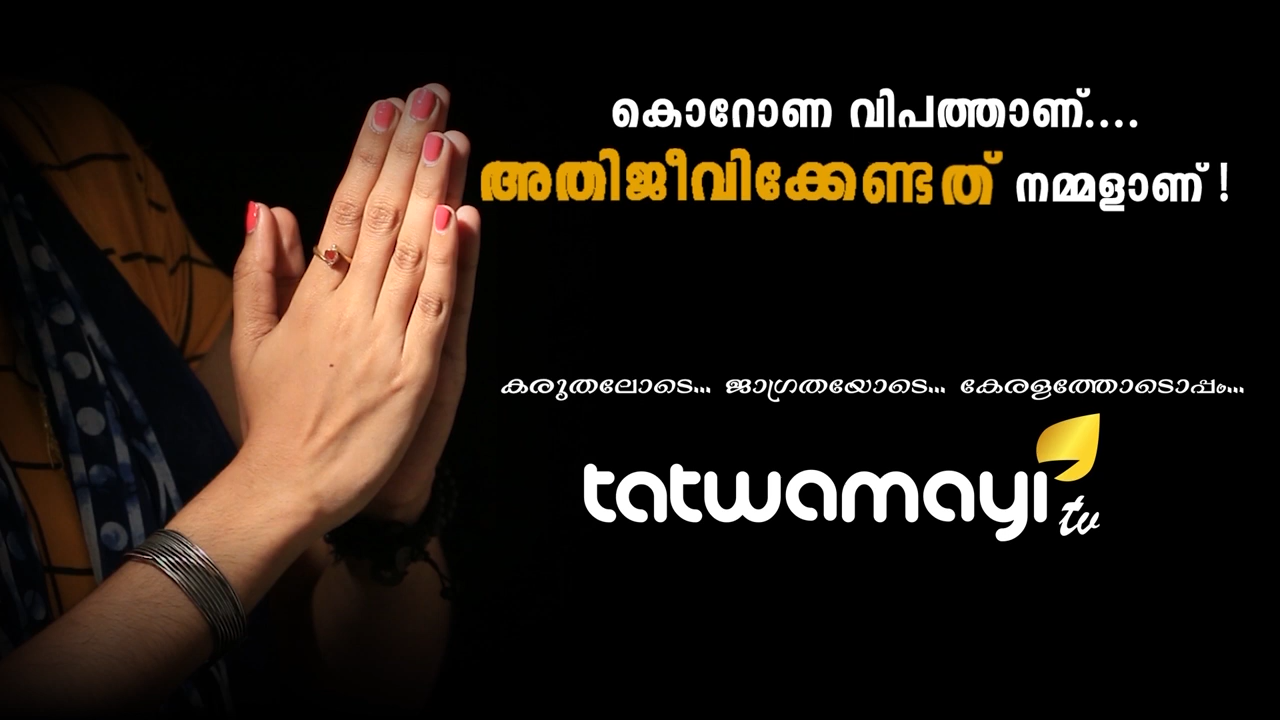 കൊറോണ വിപത്താണ്....
അതിജീവിക്കേണ്ടത് നമ്മളാണ് !
കരുതലോടെ... ജാഗ്രതയോടെ... കേരളത്തോടൊപ്പം...
tatwamayi
tv